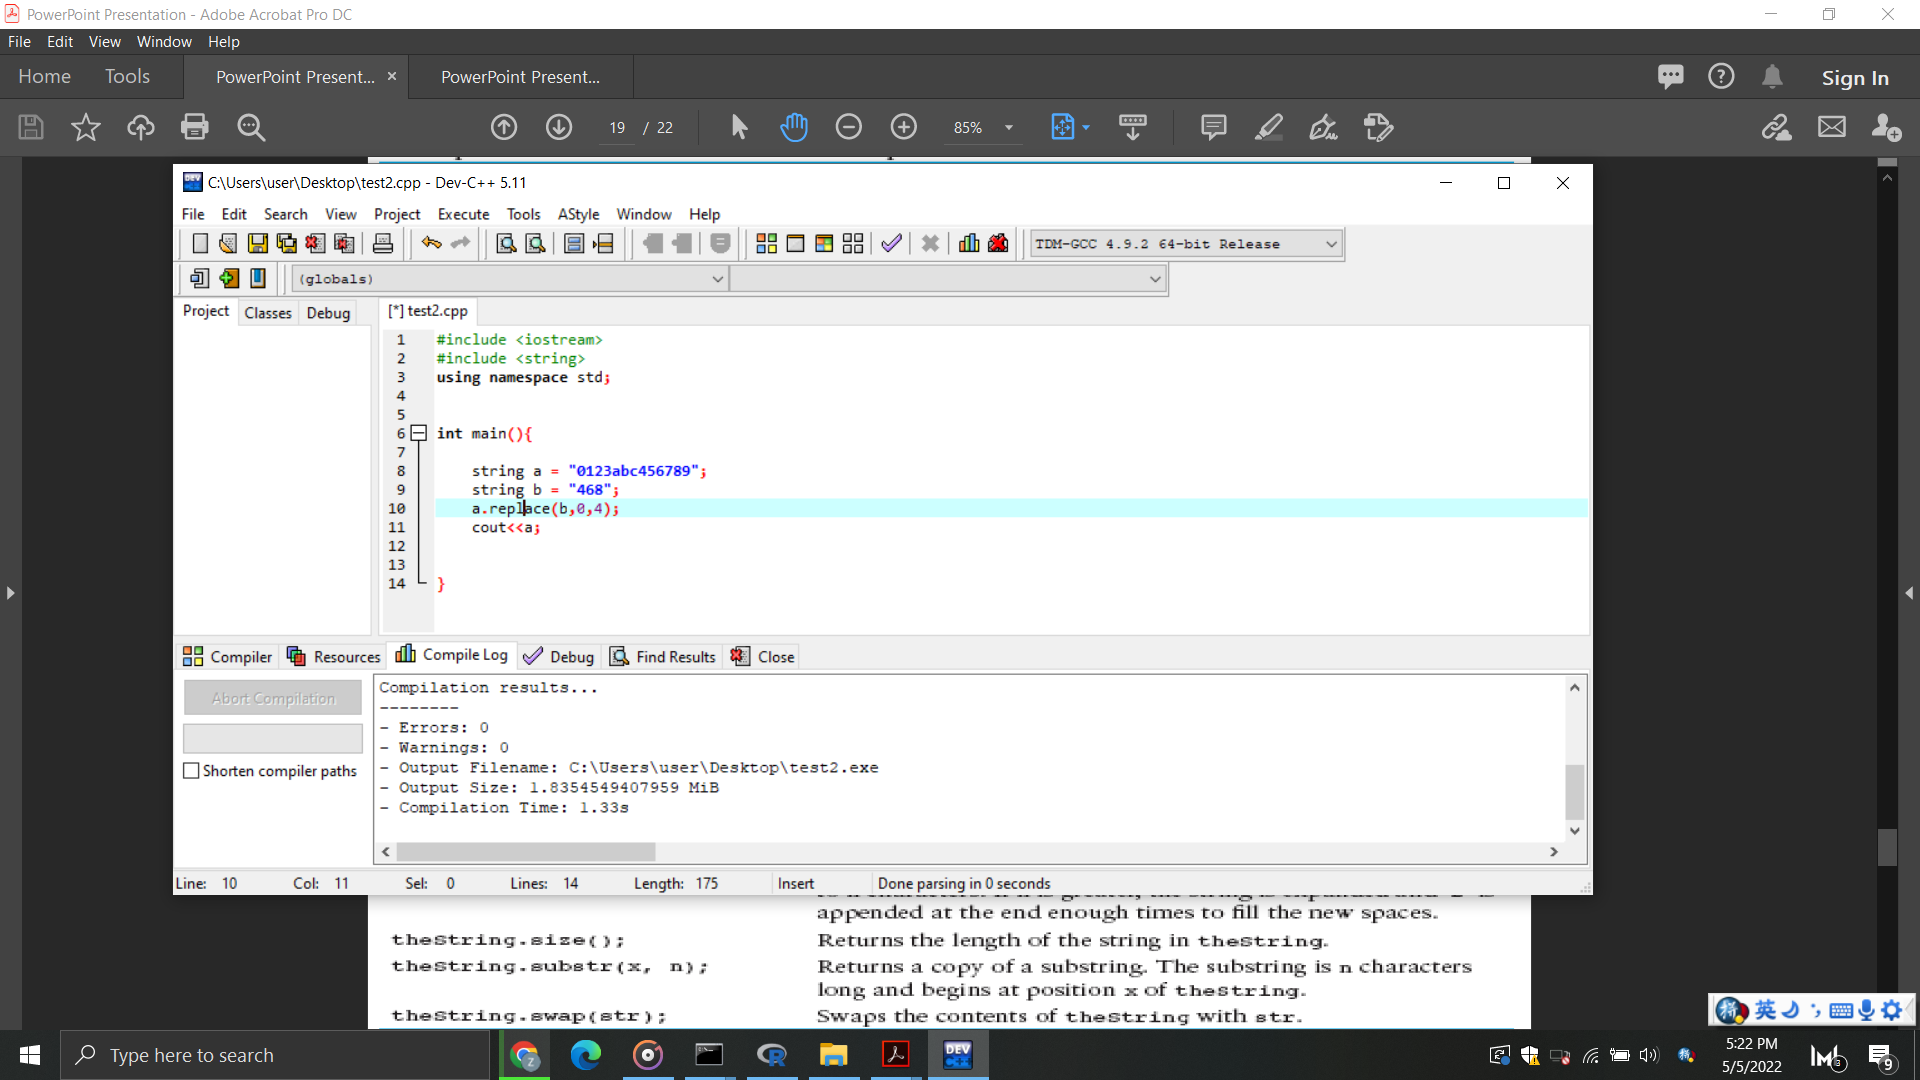 PowerPoint Presentation - Adobe Acrobat Pro DC
File Edit View Window Help
Home Tools PowerPoint Present... × PowerPoint Present... Sign In
19 / 22 85%
C:\Users\user\Desktop\test2.cpp - Dev-C++ 5.11
File Edit Search View Project Execute Tools AStyle Window Help
TDM-GCC 4.9.2 64-bit Release
(globals)
Project Classes Debug [*] test2.cpp
1 #include <iostream>
2 #include <string>
3 using namespace std;
4
5
6 int main(){
7
8 string a = "0123abc456789";
9 string b = "468";
10 a.replace(b,0,4);
11 cout<<a;
12
13
14 }
Compiler Resources Compile Log Debug Find Results Close
Abort Compilation
Shorten compiler paths
Compilation results...
--------
- Errors: 0
- Warnings: 0
- Output Filename: C:\Users\user\Desktop\test2.exe
- Output Size: 1.8354549407959 MiB
- Compilation Time: 1.33s
Line: 10 Col: 11 Sel: 0 Lines: 14 Length: 175 Insert Done parsing in 0 seconds
appended at the end enough times to fill the new spaces.
theString.size(); Returns the length of the string in theString.
theString.substr(x, n); Returns a copy of a substring. The substring is n characters
long and begins at position x of theString.
theString.swap(str); Swaps the contents of theString with str.
英
Type here to search
Z
DEV
C++
5:22 PM
5/5/2022
3
9